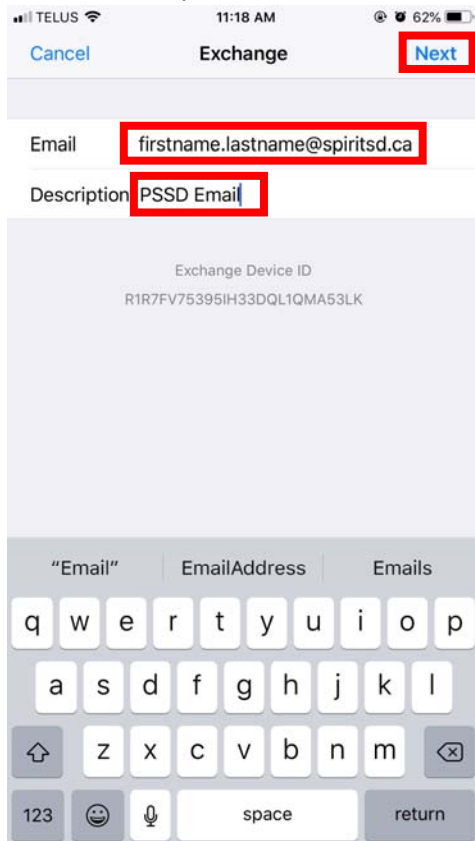 TELUS 11:18 AM 62%
Cancel Exchange Next
Email firstname.lastname@spiritsd.ca
Description PSSD Email
Exchange Device ID
R1R7FV75395IH33DQL1QMA53LK
“Email” EmailAddress Emails
q w e r t y u i o p
a s d f g h j k l
z x c v b n m
123 space return